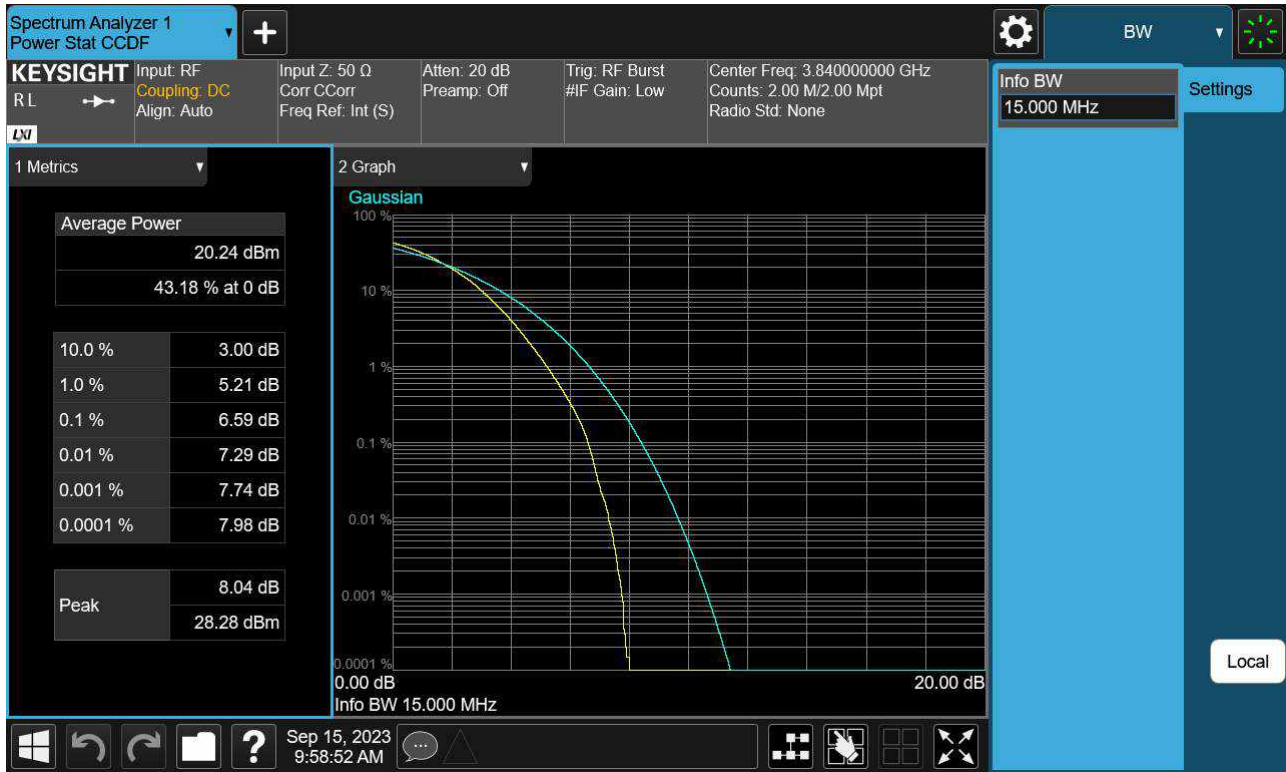 Spectrum Analyzer 1
Power Stat CCDF
BW
KEYSIGHT
R L
LXI
Input: RF
Coupling: DC
Align: Auto
Input Z: 50 Ω
Corr CCorr
Freq Ref: Int (S)
Atten: 20 dB
Preamp: Off
Trig: RF Burst
#IF Gain: Low
Center Freq: 3.840000000 GHz
Counts: 2.00 M/2.00 Mpt
Radio Std: None
Info BW
15.000 MHz
Settings
1 Metrics
Average Power
20.24 dBm
43.18 % at 0 dB
10.0 % 3.00 dB
1.0 % 5.21 dB
0.1 % 6.59 dB
0.01 % 7.29 dB
0.001 % 7.74 dB
0.0001 % 7.98 dB
Peak
8.04 dB
28.28 dBm
2 Graph
Gaussian
100 %
10 %
1 %
0.1 %
0.01 %
0.001 %
0.0001 %
0.00 dB 20.00 dB
Info BW 15.000 MHz
Local
?
Sep 15, 2023
9:58:52 AM